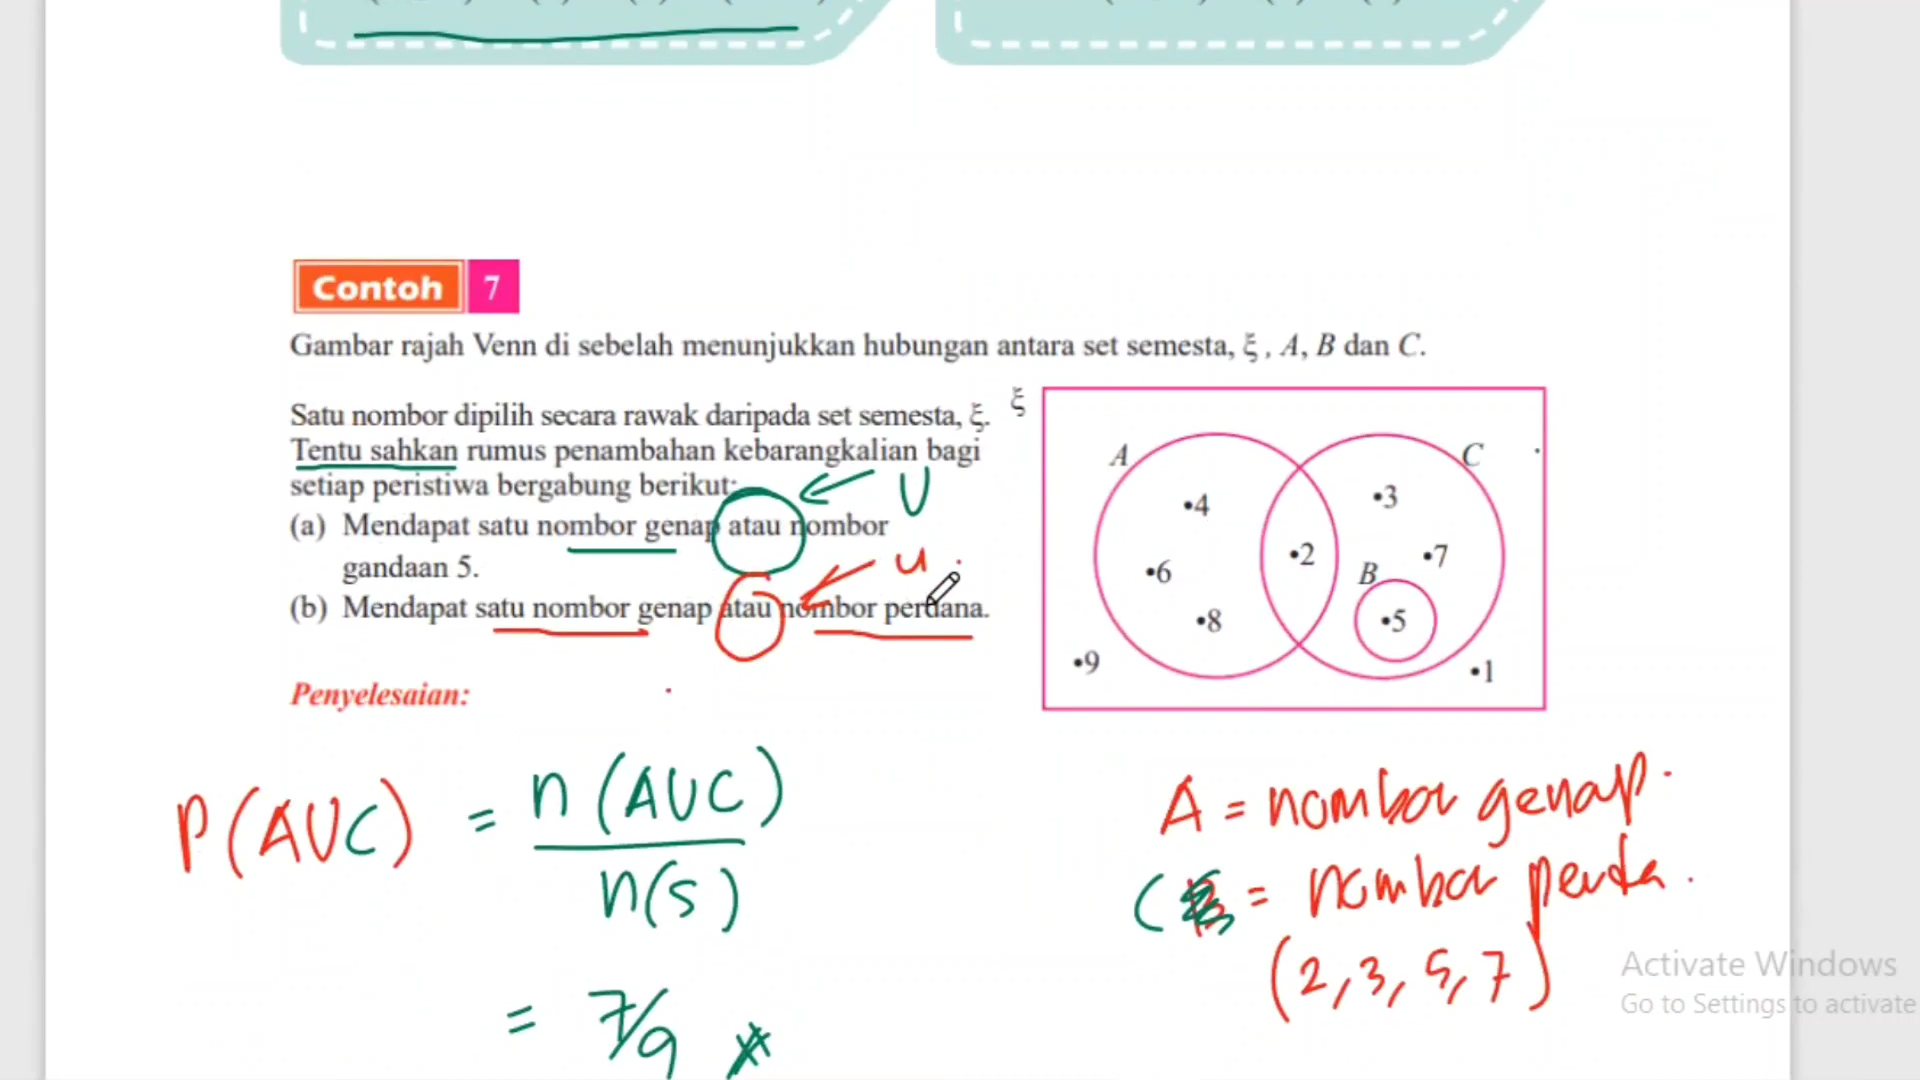 Contoh 7
Gambar rajah Venn di sebelah menunjukkan hubungan antara set semesta, ξ , A, B dan C.
Satu nombor dipilih secara rawak daripada set semesta, ξ.
Tentu sahkan rumus penambahan kebarangkalian bagi
setiap peristiwa bergabung berikut:
(a) Mendapat satu nombor genap atau nombor
gandaan 5.
(b) Mendapat satu nombor genap atau nombor perdana.
U
u
ξ
A
C
•4
•3
•2
•7
•6
B
•8
•5
•9
•1
Penyelesaian:
P(AUC) = n(AUC)
n(S)
= 7/9
A = nombor genap.
C = nombor perda.
(2,3,5,7)
Activate Windows
Go to Settings to activate